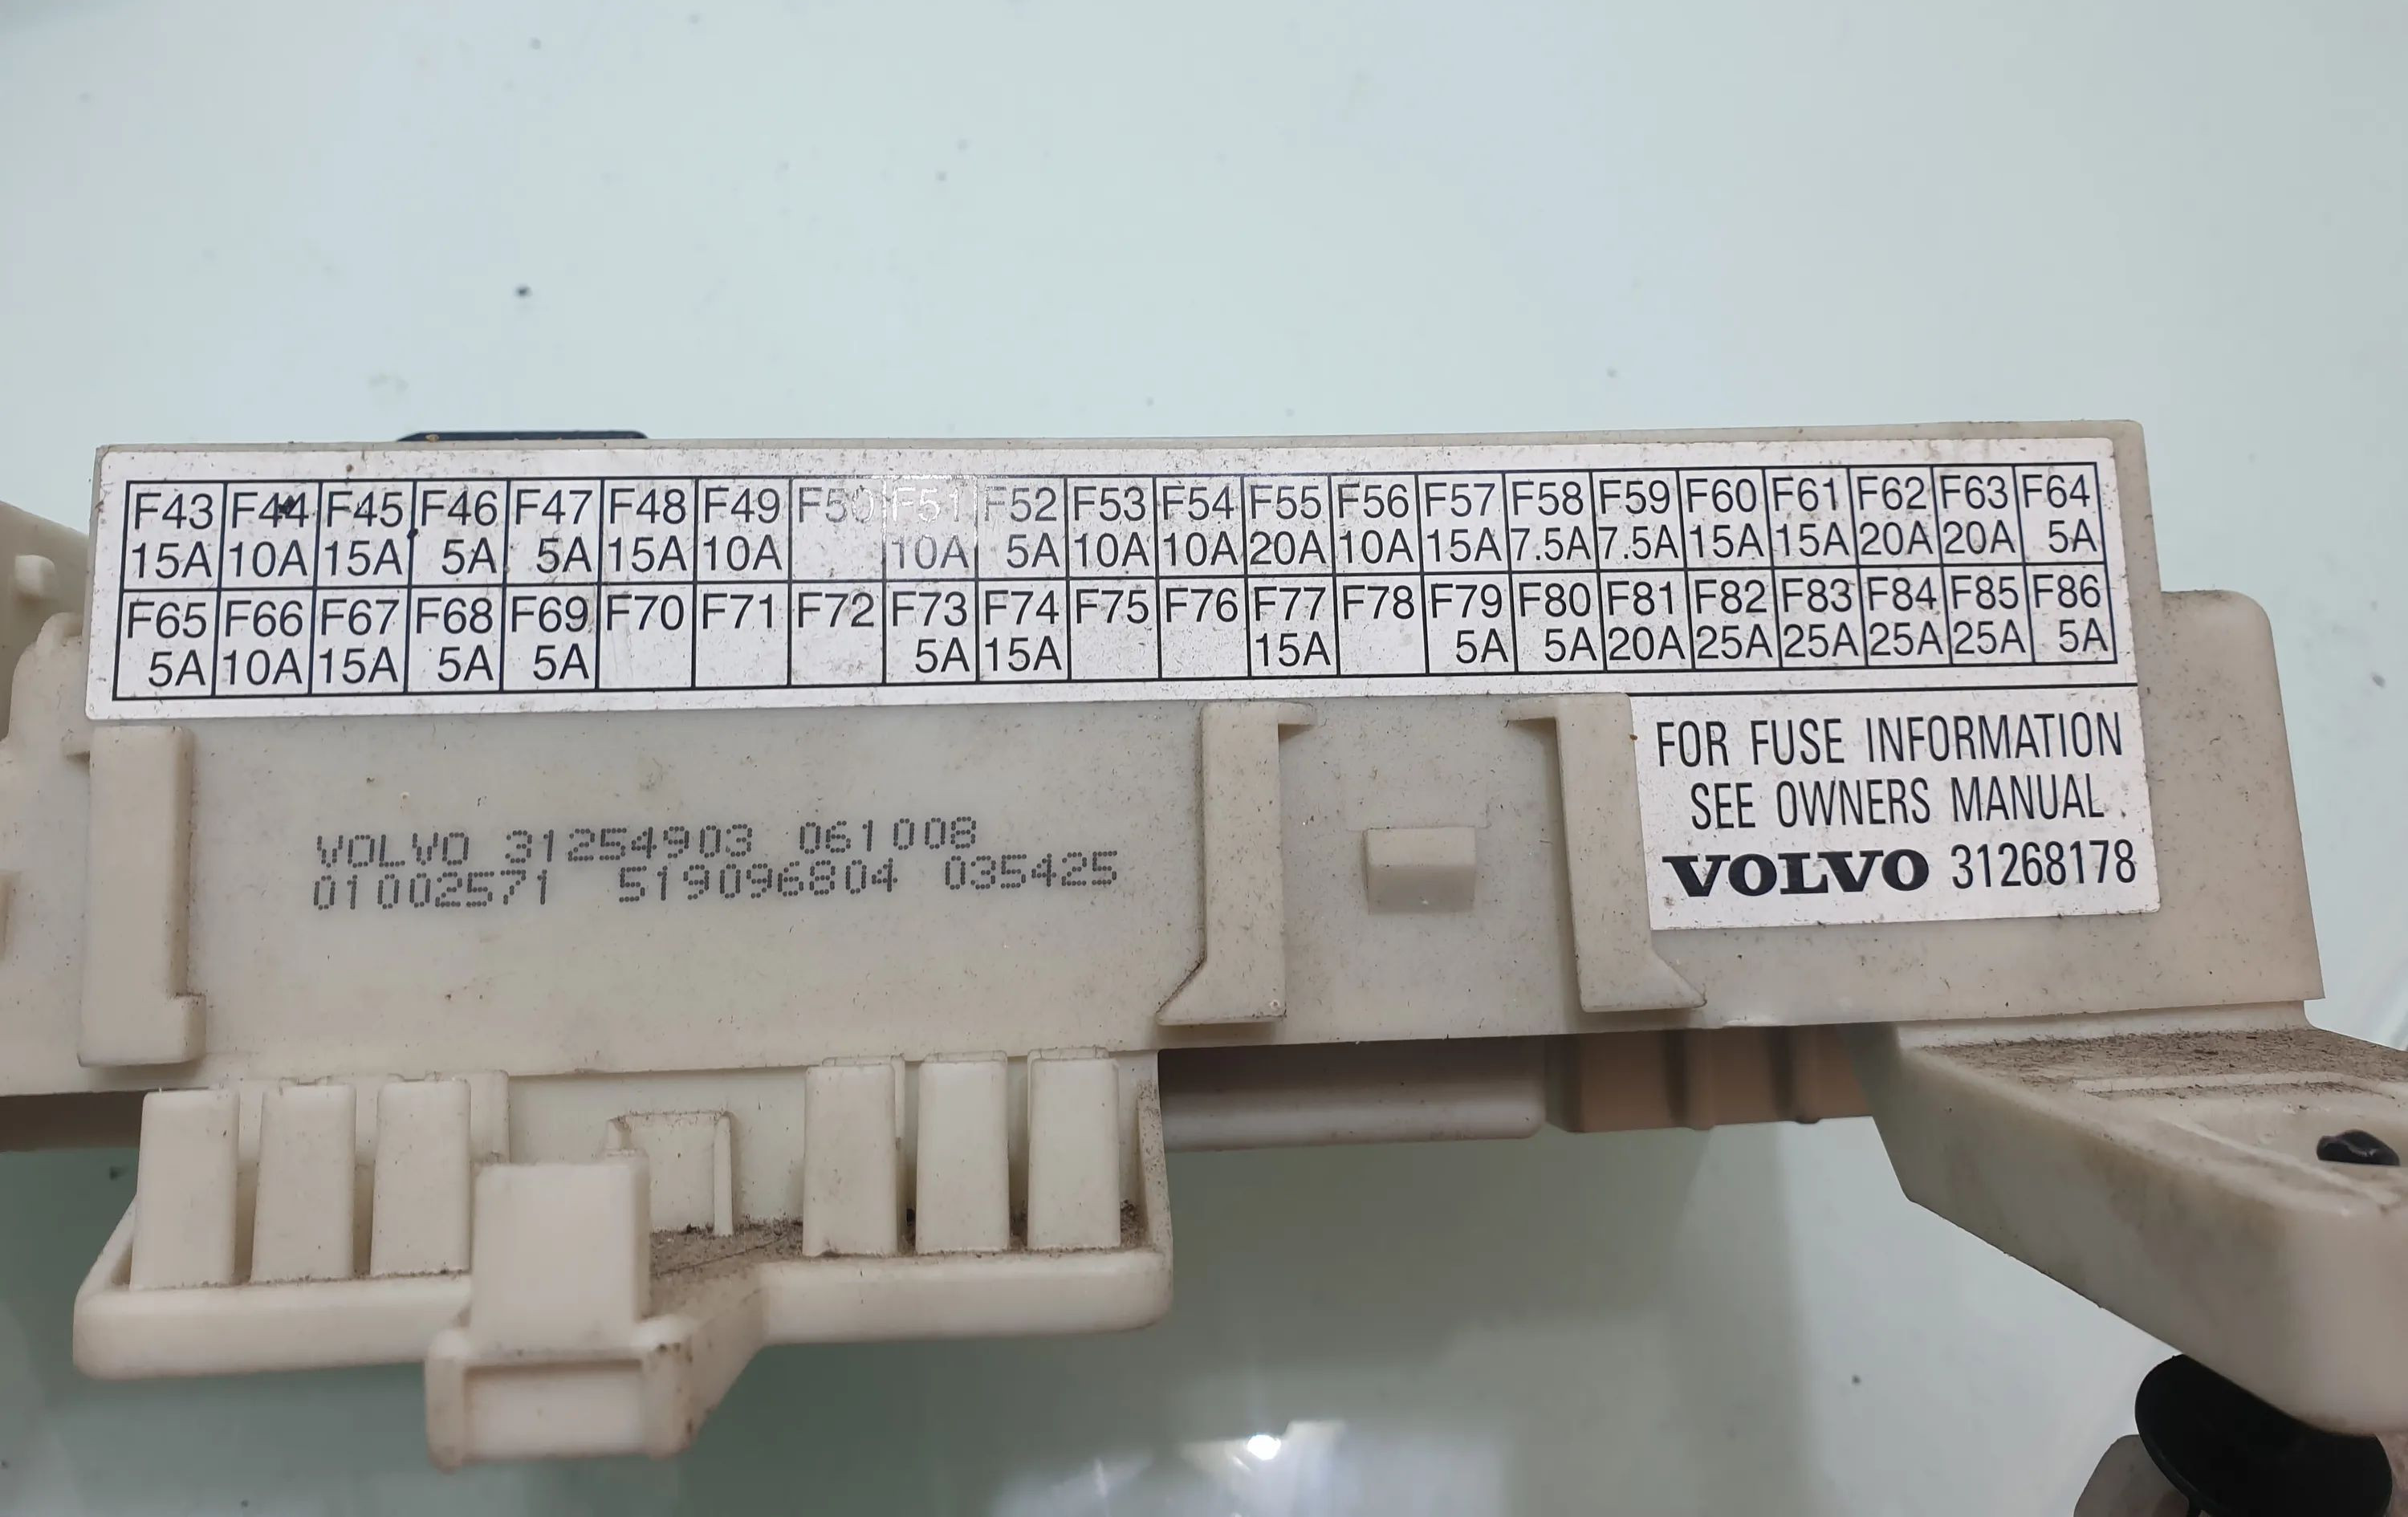 F43 F44 F45 F46 F47 F48 F49 F50 F51 F52 F53 F54 F55 F56 F57 F58 F59 F60 F61 F62 F63 F64
15A 10A 15A 5A 5A 15A 10A 10A 5A 10A 10A 20A 10A 15A 7.5A 7.5A 15A 15A 20A 20A 5A
F65 F66 F67 F68 F69 F70 F71 F72 F73 F74 F75 F76 F77 F78 F79 F80 F81 F82 F83 F84 F85 F86
5A 10A 15A 5A 5A 5A 15A 15A 5A 5A 20A 25A 25A 25A 25A 5A
FOR FUSE INFORMATION
SEE OWNERS MANUAL.
VOLVO 31268178
VOLVO 31254903 061008
01002571 519096804 035425